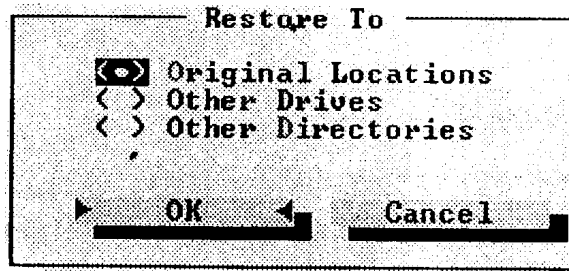 Restore To
Original Locations
Other Drives
Other Directories
OK Cancel